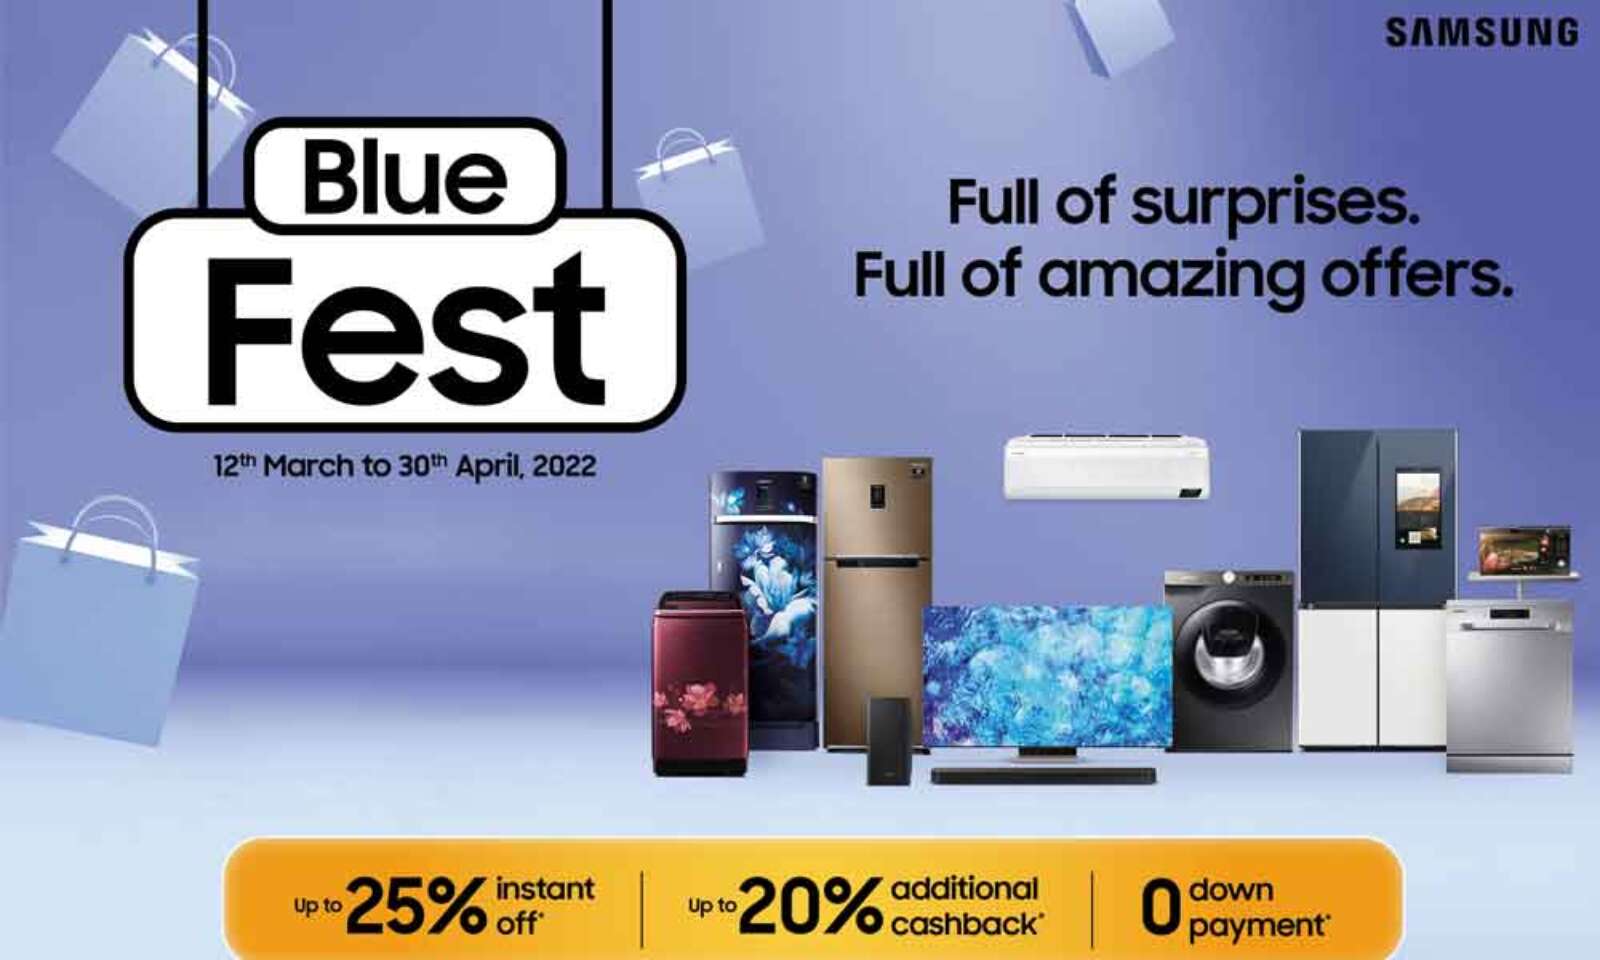 SAMSUNG
Blue
Fest
12th March to 30th April, 2022
Full of surprises.
Full of amazing offers.
Up to 25% instant off*
Up to 20% additional cashback*
0 down payment*